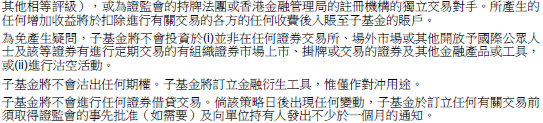 其他相等評級），或為證監會的持牌法團或香港金融管理局的註冊機構的獨立交易對手。所產生的
任何增加收益將於扣除進行有關交易的各方的任何收費後入賬至子基金的賬戶。
為免產生疑問，子基金將不會投資於(i)並非在任何證券交易所、場外市場或其他開放予國際公眾人
士及該等證券有進行定期交易的有組織證券市場上市、掛牌或交易的證券及其他金融產品或工具，
或(ii)進行沽空活動。
子基金將不會沽出任何期權。子基金將訂立金融衍生工具，惟僅作對沖用途。
子基金將不會進行任何證券借貸交易。倘該策略日後出現任何變動，子基金於訂立任何有關交易前
須取得證監會的事先批准（如需要）及向單位持有人發出不少於一個月的通知。